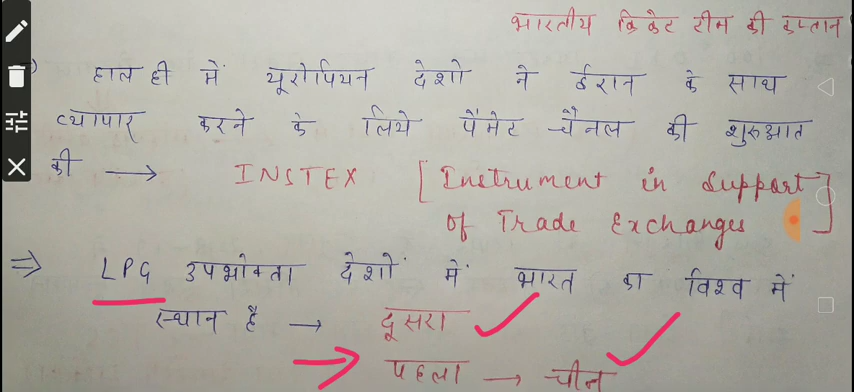 भारतीय क्रिकेट टीम की कप्तान
हाल ही में यूरोपियन देशो ने ईरान के साथ
व्यापार करने के लिये पैमेंट चैनल की शुरुआत
की → INSTEX [Instrument in Support
of Trade Exchanges]
⇒ LPG उपभोक्ता देशों में भारत का विश्व में
स्थान है → दूसरा
पहला → चीन